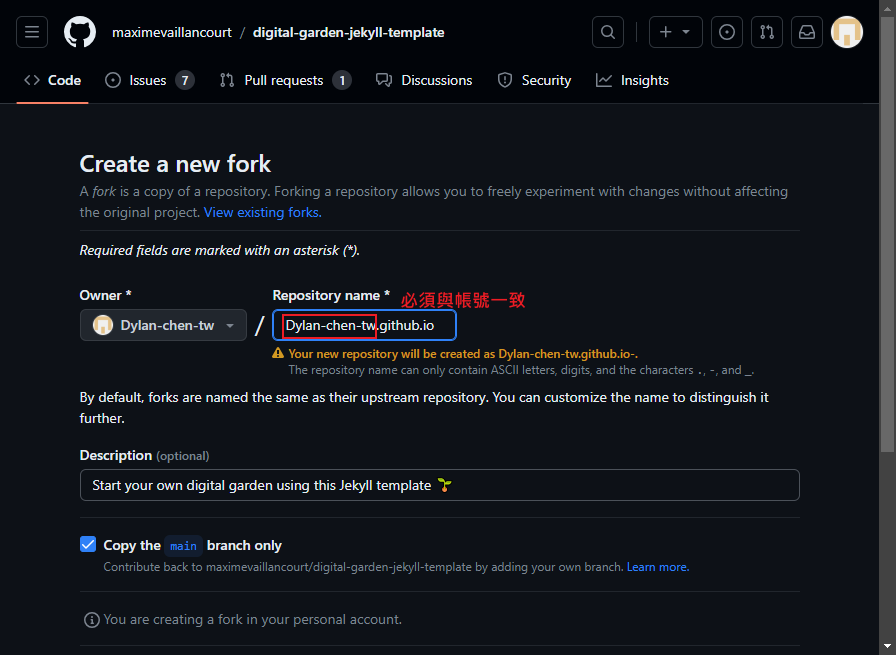 maximevaillancourt / digital-garden-jekyll-template
Code Issues 7 Pull requests 1 Discussions Security Insights
Create a new fork
A fork is a copy of a repository. Forking a repository allows you to freely experiment with changes without affecting
the original project. View existing forks.
Required fields are marked with an asterisk (*).
Owner * Repository name * 必須與帳號一致
Dylan-chen-tw / Dylan-chen-tw.github.io
Your new repository will be created as Dylan-chen-tw.github.io-.
The repository name can only contain ASCII letters, digits, and the characters ., -, and _.
By default, forks are named the same as their upstream repository. You can customize the name to distinguish it
further.
Description (optional)
Start your own digital garden using this Jekyll template 🌱
Copy the main branch only
Contribute back to maximevaillancourt/digital-garden-jekyll-template by adding your own branch. Learn more.
You are creating a fork in your personal account.